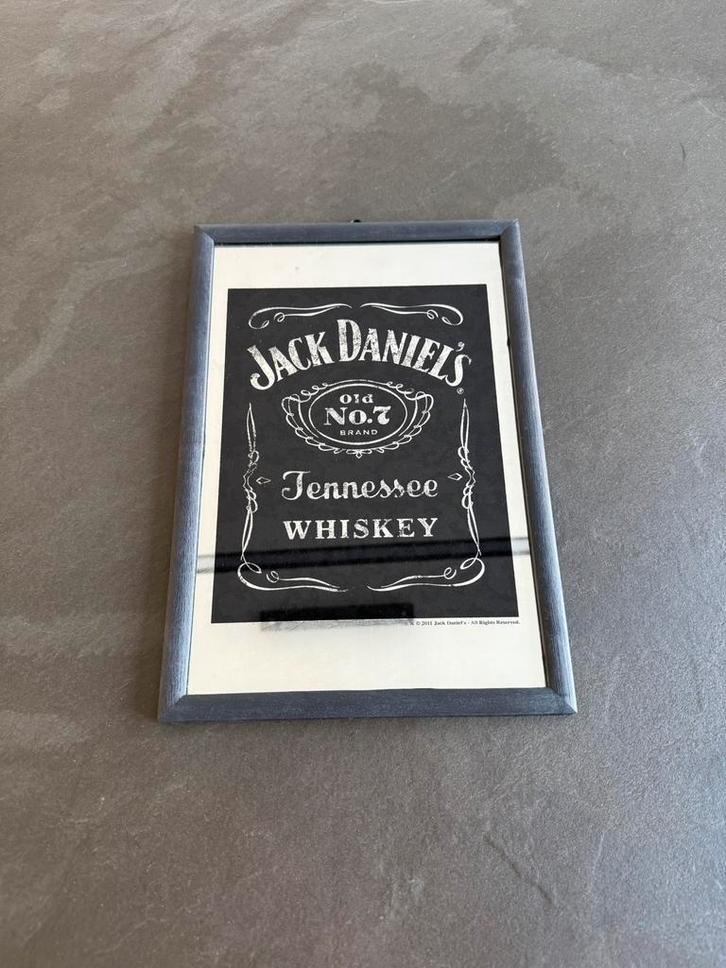 JACK DANIEL'S
Old
No.7
BRAND
Tennessee
WHISKEY
© 2011 Jack Daniel's - All Rights Reserved.